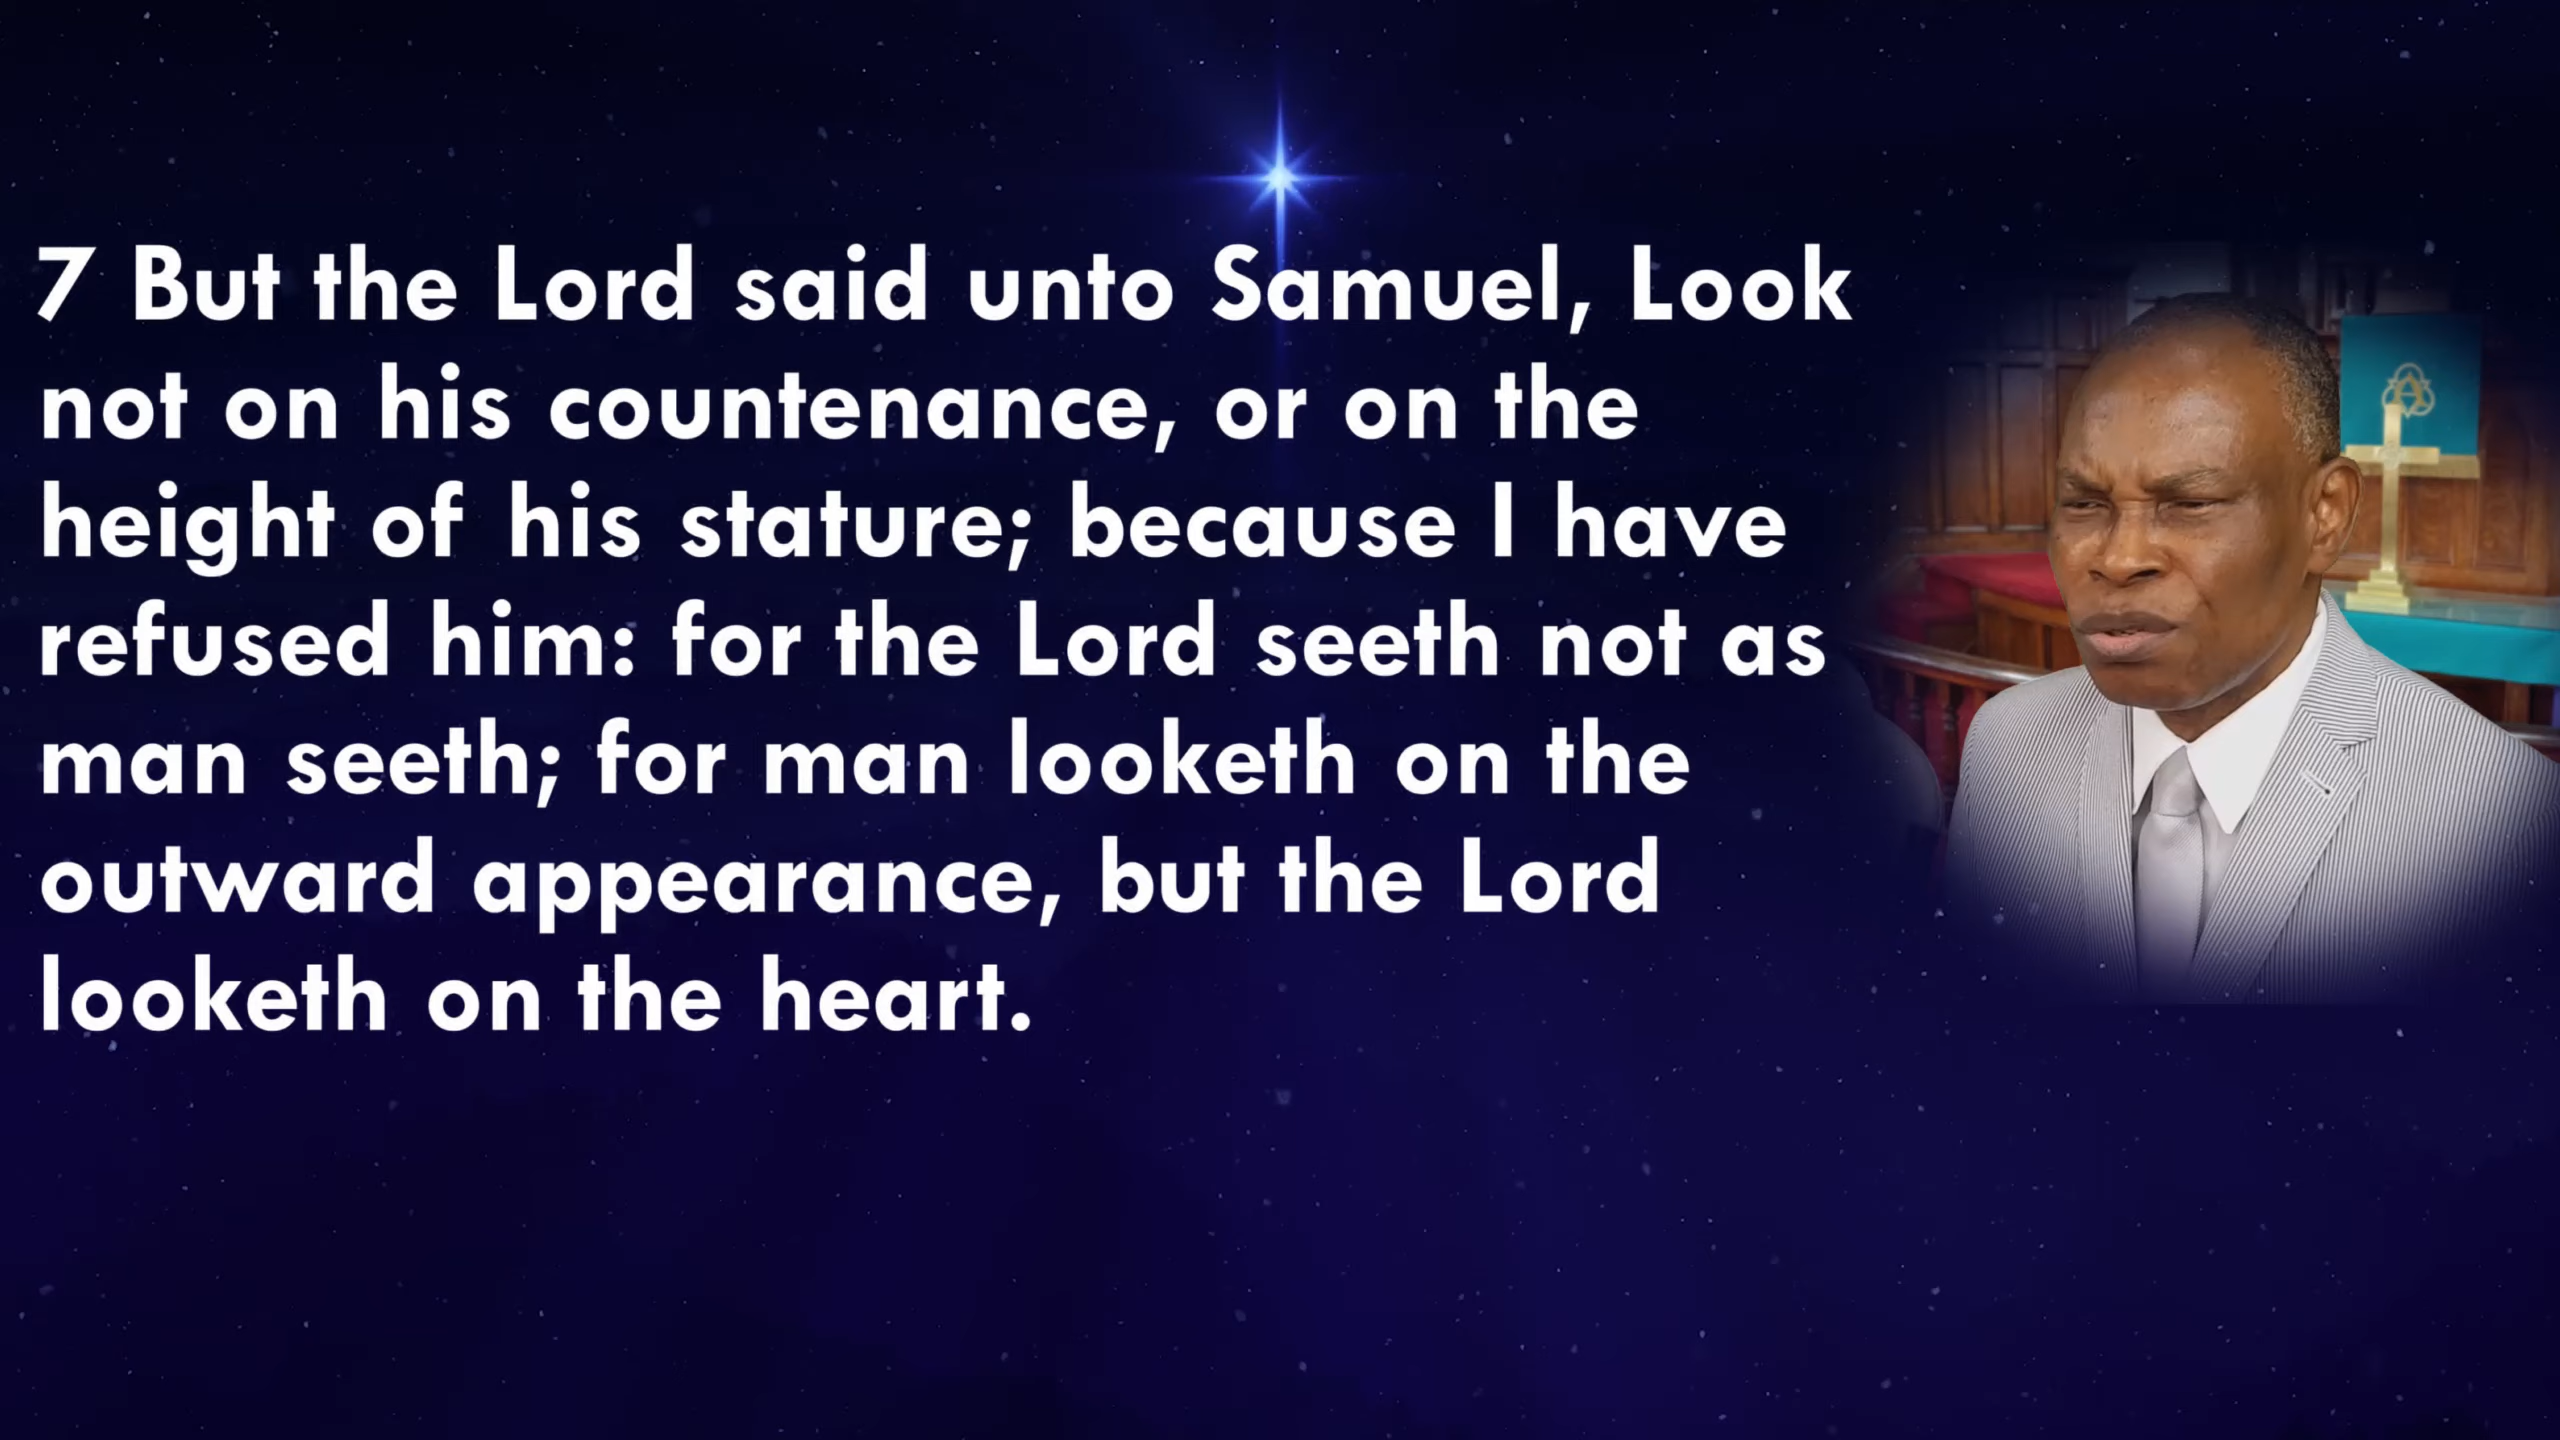 7 But the Lord said unto Samuel, Look
not on his countenance, or on the
height of his stature; because I have
refused him: for the Lord seeth not as
man seeth; for man looketh on the
outward appearance, but the Lord
looketh on the heart.